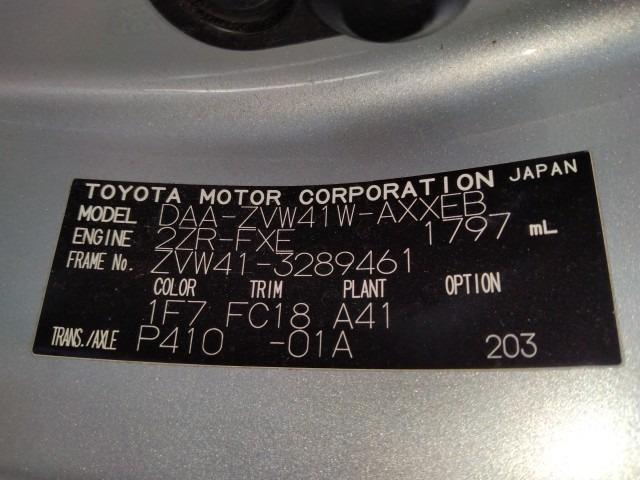 TOYOTA MOTOR CORPORATION JAPAN
MODEL DAA-ZVW41W-AXXEB
ENGINE 2ZR-FXE 1797 mL
FRAME No. ZVW41-3289461
COLOR TRIM PLANT OPTION
1F7 FC18 A41
TRANS./AXLE P410 -01A 203